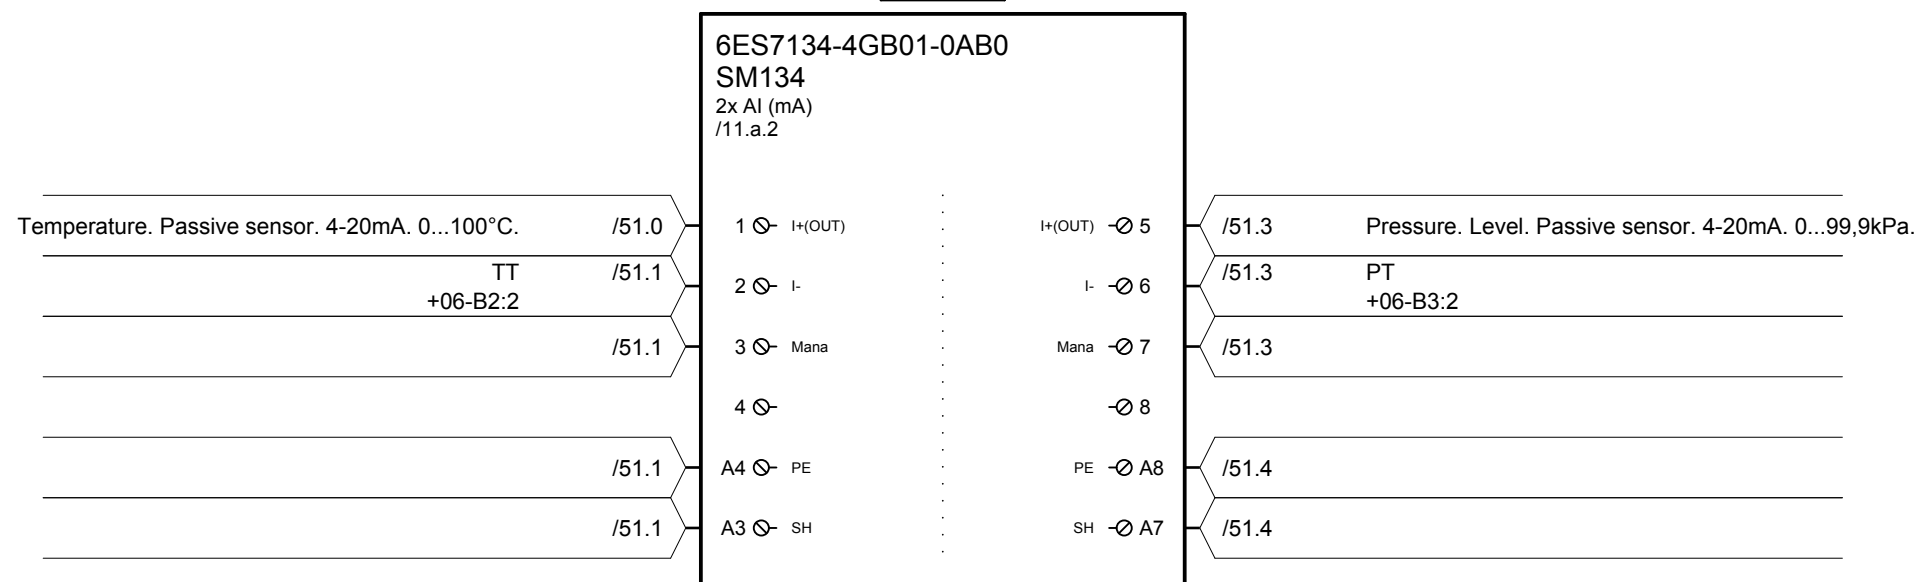 6ES7134-4GB01-0AB0
SM134
2x AI (mA)
/11.a.2
Temperature. Passive sensor. 4-20mA. 0...100°C. /51.0 1 I+(OUT) I+(OUT) 5 /51.3 Pressure. Level. Passive sensor. 4-20mA. 0...99,9kPa.
TT /51.1 2 I- I- 6 /51.3 PT
+06-B2:2 +06-B3:2
/51.1 3 Mana Mana 7 /51.3
4 8
/51.1 A4 PE PE A8 /51.4
/51.1 A3 SH SH A7 /51.4